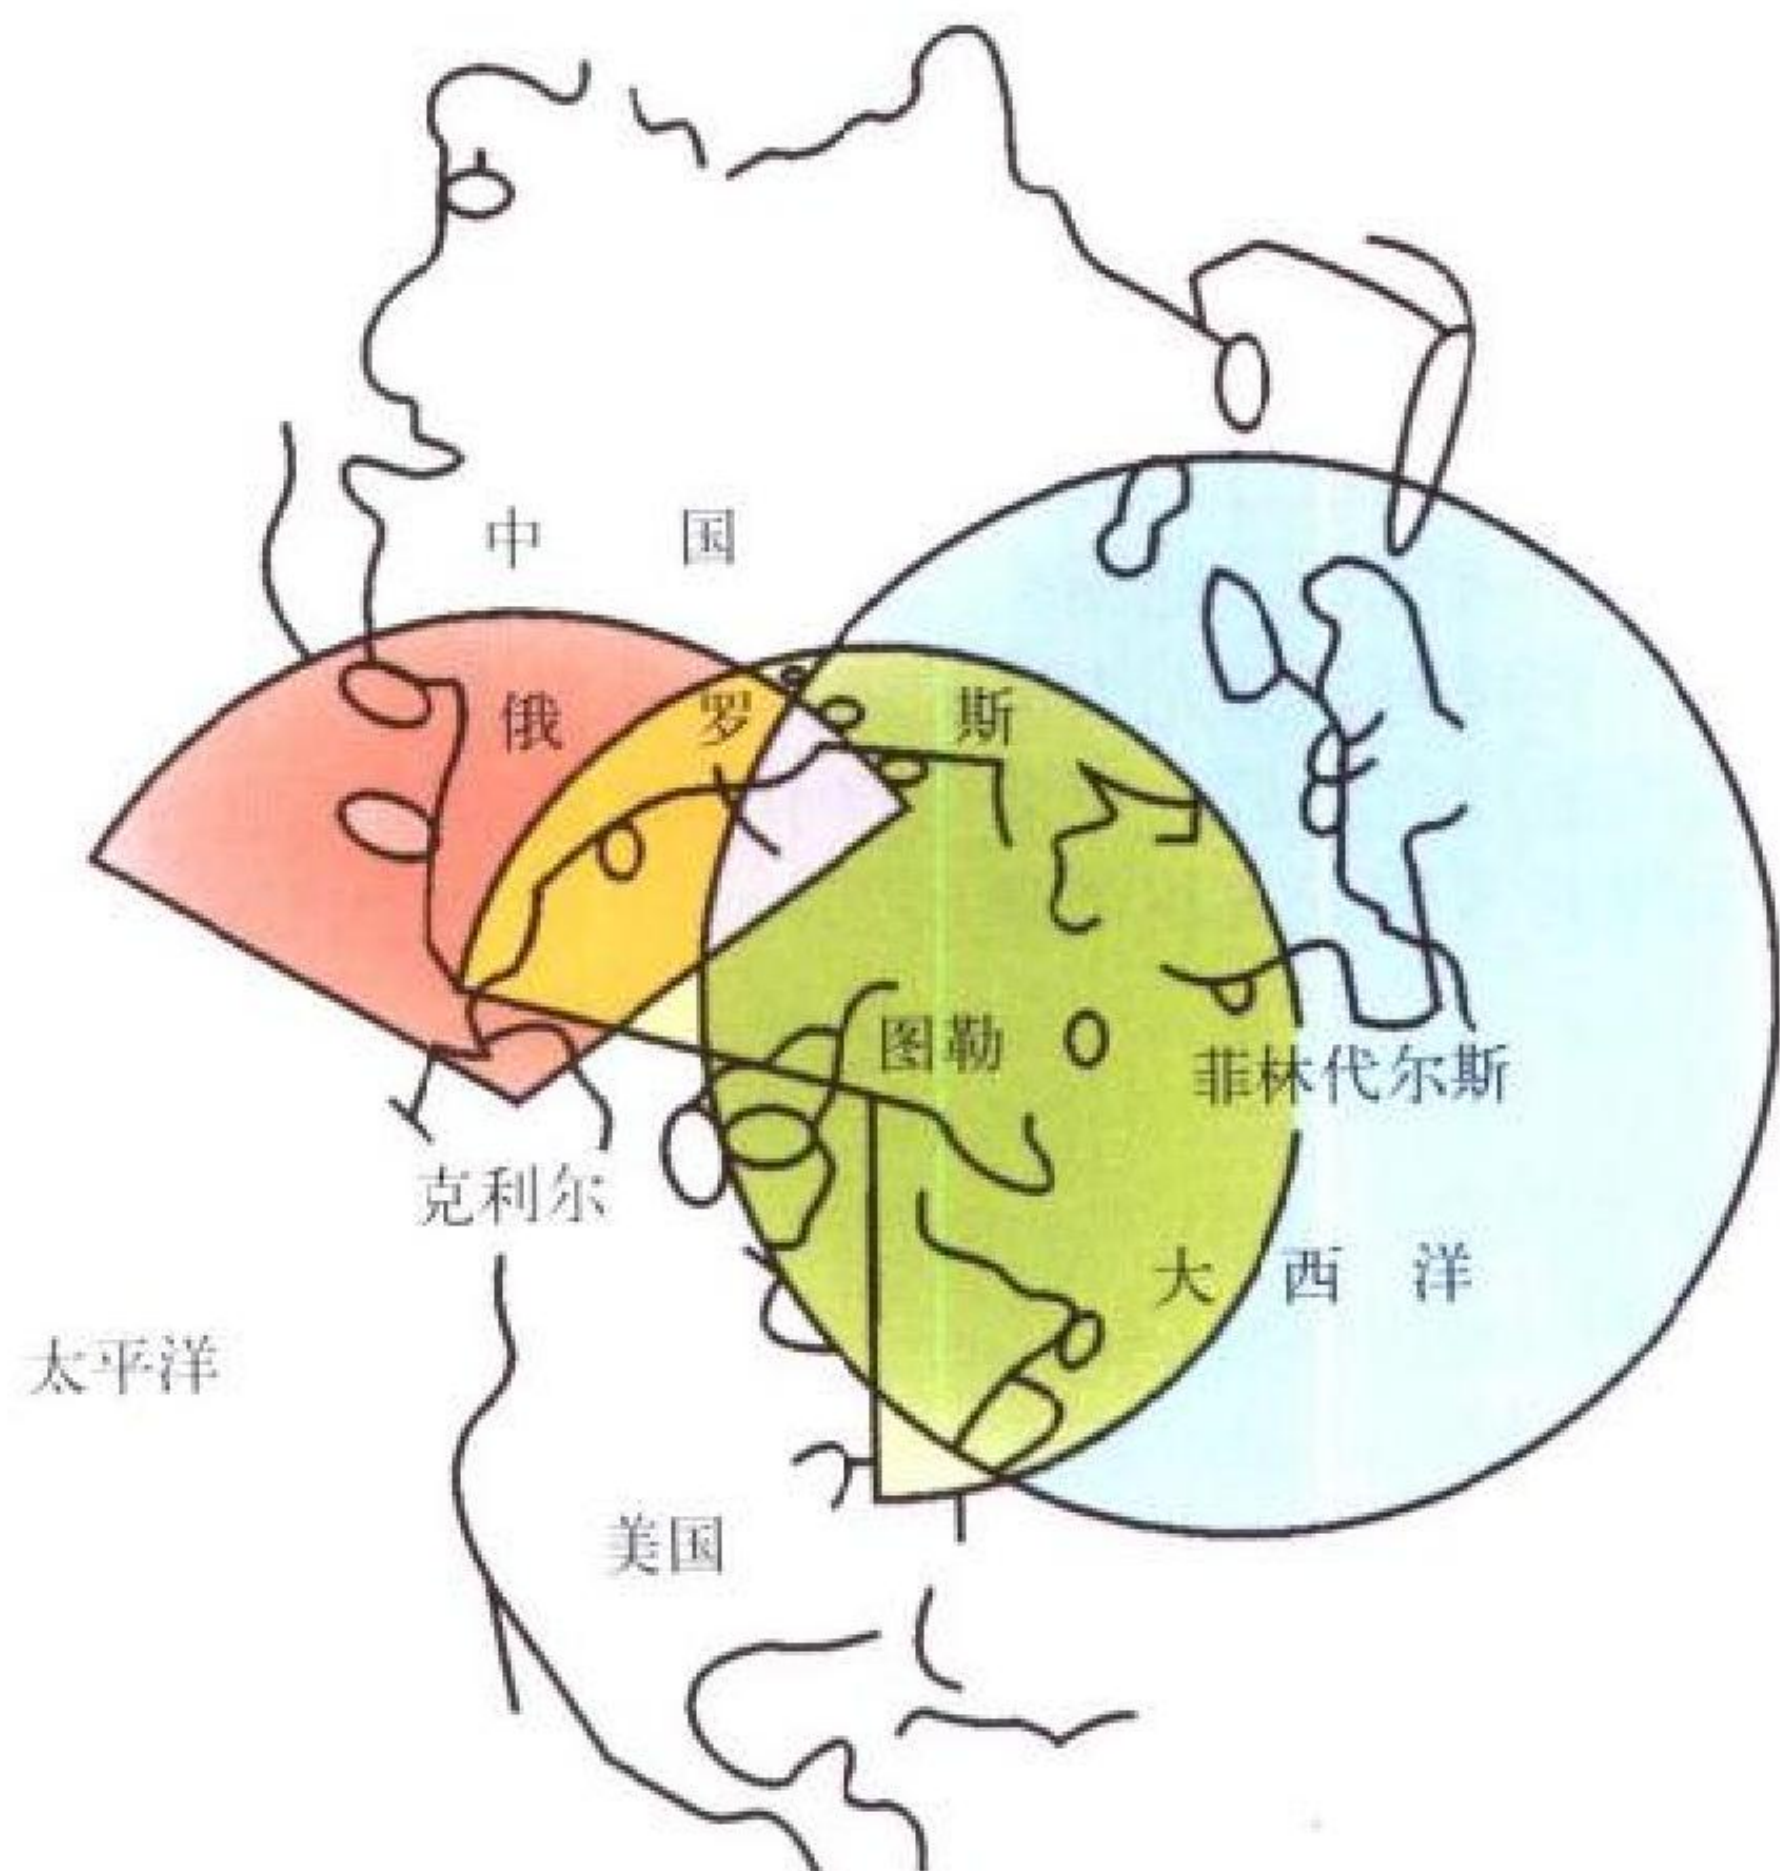 中国
俄罗斯
图勒
菲林代尔斯
克利尔
大西洋
太平洋
美国